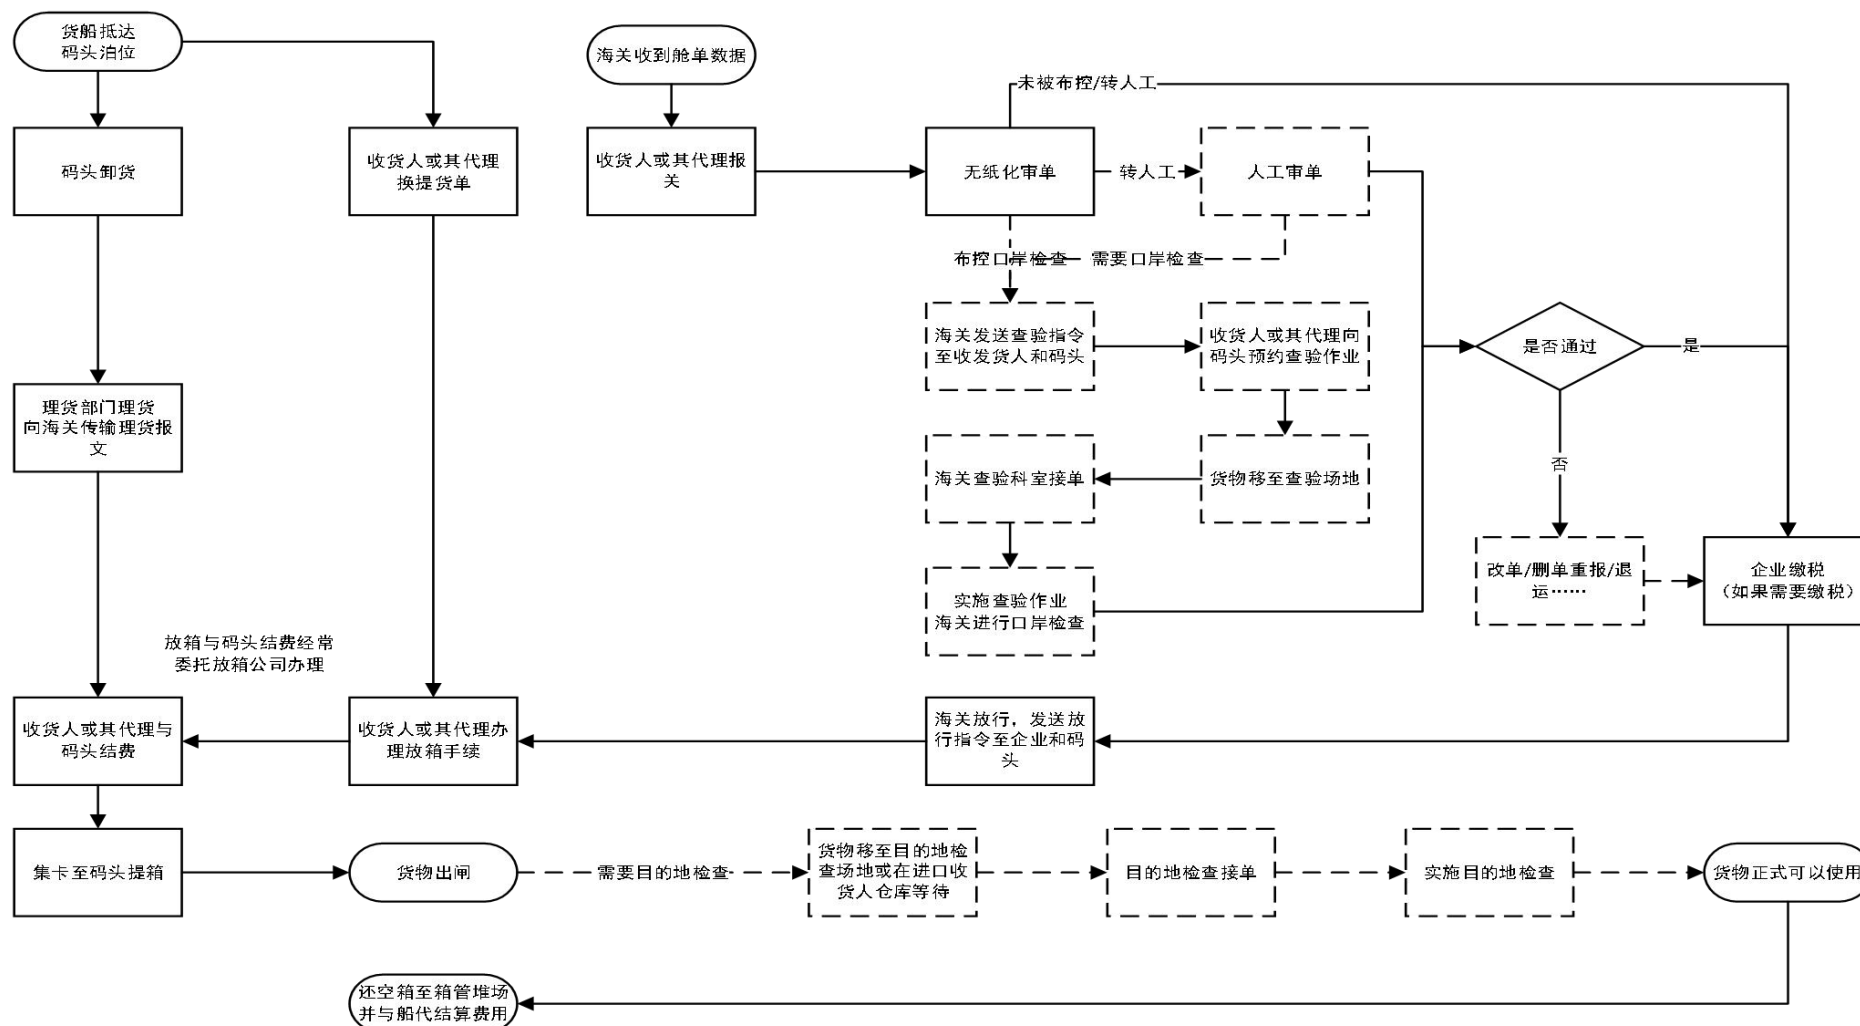 货船抵达
码头泊位
海关收到舱单数据
未被布控/转人工
码头卸货
收货人或其代理
换提货单
收货人或其代理报
关
无纸化审单
转人工
人工审单
布控口岸检查
需要口岸检查
海关发送查验指令
至收发货人和码头
收货人或其代理向
码头预约查验作业
是否通过
是
理货部门理货
向海关传输理货报
文
海关查验科室接单
货物移至查验场地
否
实施查验作业
海关进行口岸检查
改单/删单重报/退
运……
企业缴税
（如果需要缴税）
放箱与码头结费经常
委托放箱公司办理
收货人或其代理与
码头结费
收货人或其代理办
理放箱手续
海关放行，发送放
行指令至企业和码
头
集卡至码头提箱
货物出闸
需要目的地检查
货物移至目的地检
查场地或在进口收
货人仓库等待
目的地检查接单
实施目的地检查
货物正式可以使用
还空箱至箱管堆场
并与船代结算费用